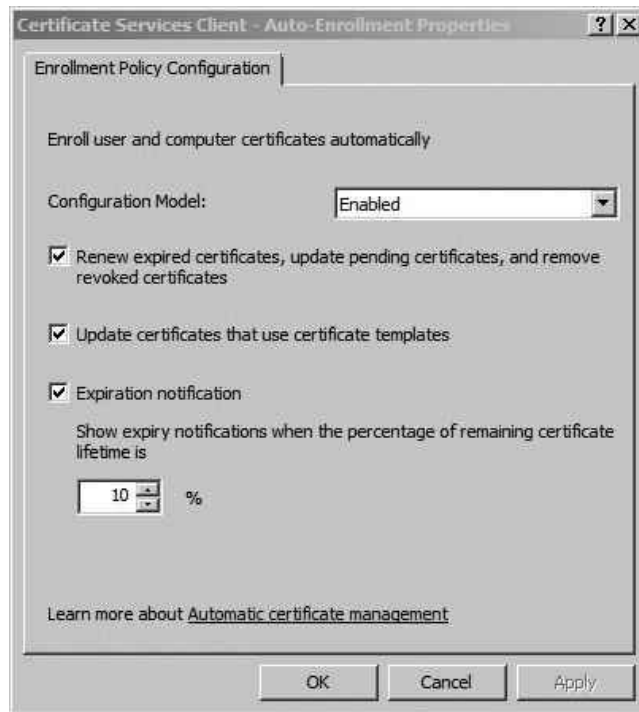 Certificate Services Client - Auto-Enrollment Properties
Enrollment Policy Configuration
Enroll user and computer certificates automatically
Configuration Model:
Enabled
Renew expired certificates, update pending certificates, and remove
revoked certificates
Update certificates that use certificate templates
Expiration notification
Show expiry notifications when the percentage of remaining certificate
lifetime is
10 %
Learn more about Automatic certificate management
OK Cancel Apply